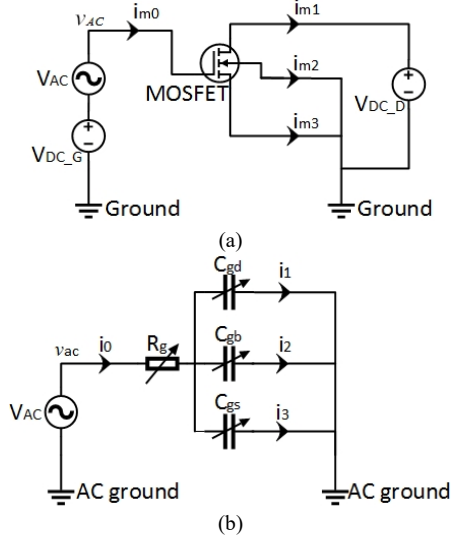 vAC im0 im1
VAC
MOSFET
im2
VDC_D
VDC_G
im3
Ground Ground
(a)
Cgd i1
vac i0 Rg Cgb i2
VAC
Cgs i3
AC ground AC ground
(b)